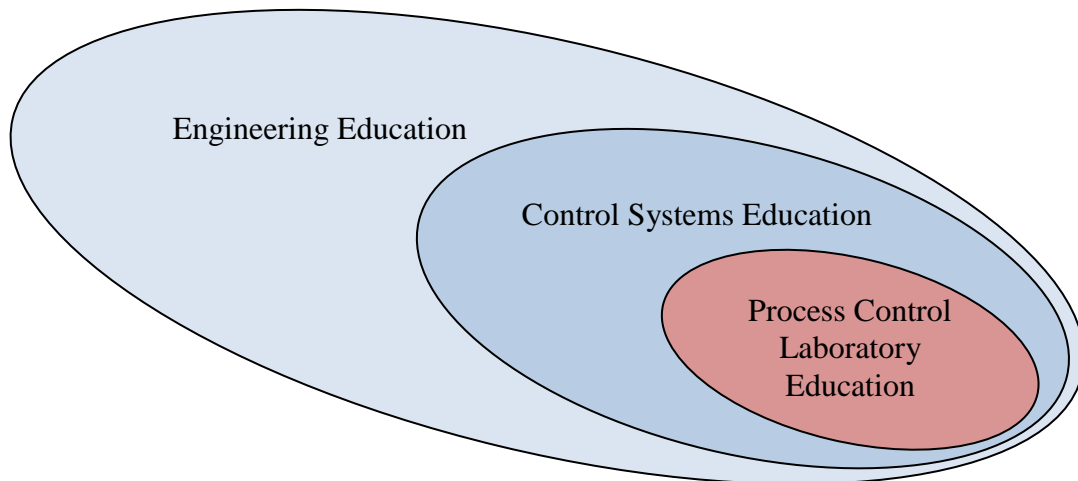 Engineering Education
Control Systems Education
Process Control
Laboratory
Education